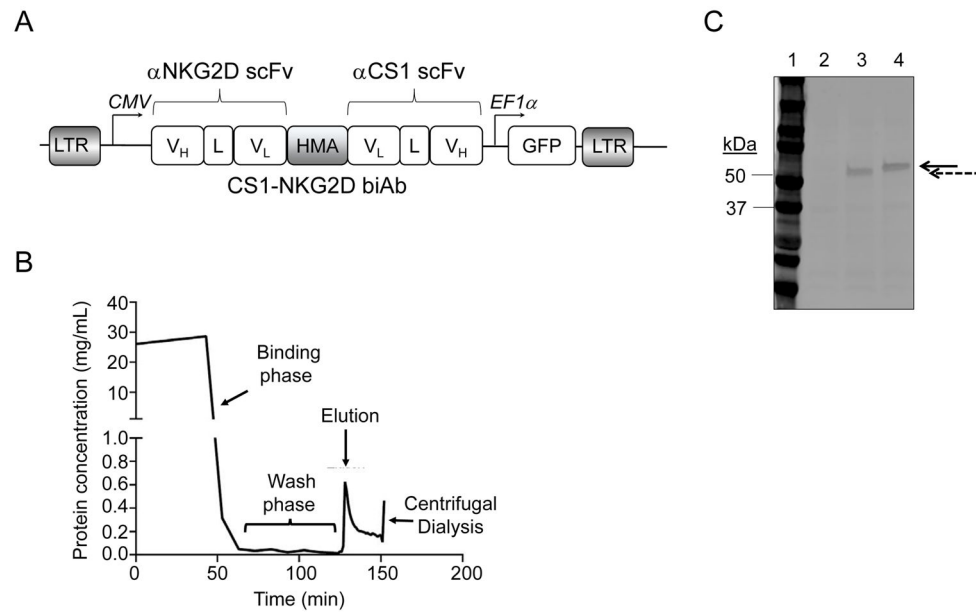 A
αNKG2D scFv
αCS1 scFv
CMV
EF1α
LTR
VH
L
VL
HMA
VL
L
VH
GFP
LTR
CS1-NKG2D biAb
B
Protein concentration (mg/mL)
40
30
20
10
1.0
0.8
0.6
0.4
0.2
0.0
0
50
100
150
200
Time (min)
Binding
phase
Wash
phase
Elution
Centrifugal
Dialysis
C
1 2 3 4
kDa
50
37